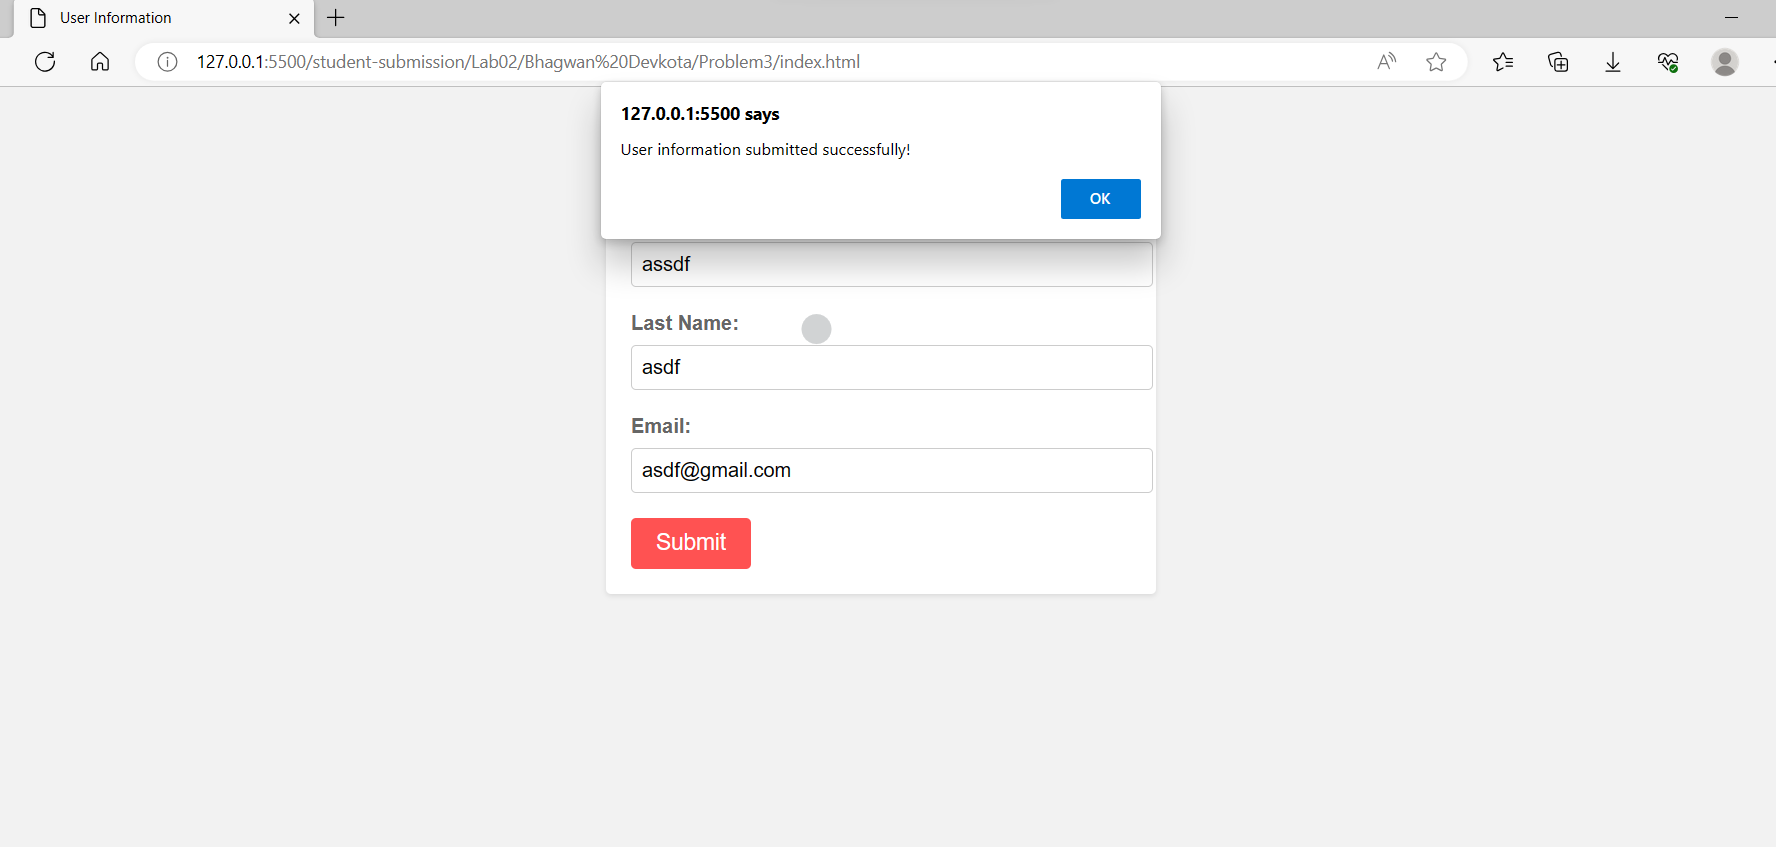 User Information
127.0.0.1:5500/student-submission/Lab02/Bhagwan%20Devkota/Problem3/index.html
127.0.0.1:5500 says
User information submitted successfully!
OK
assdf
Last Name:
asdf
Email:
asdf@gmail.com
Submit